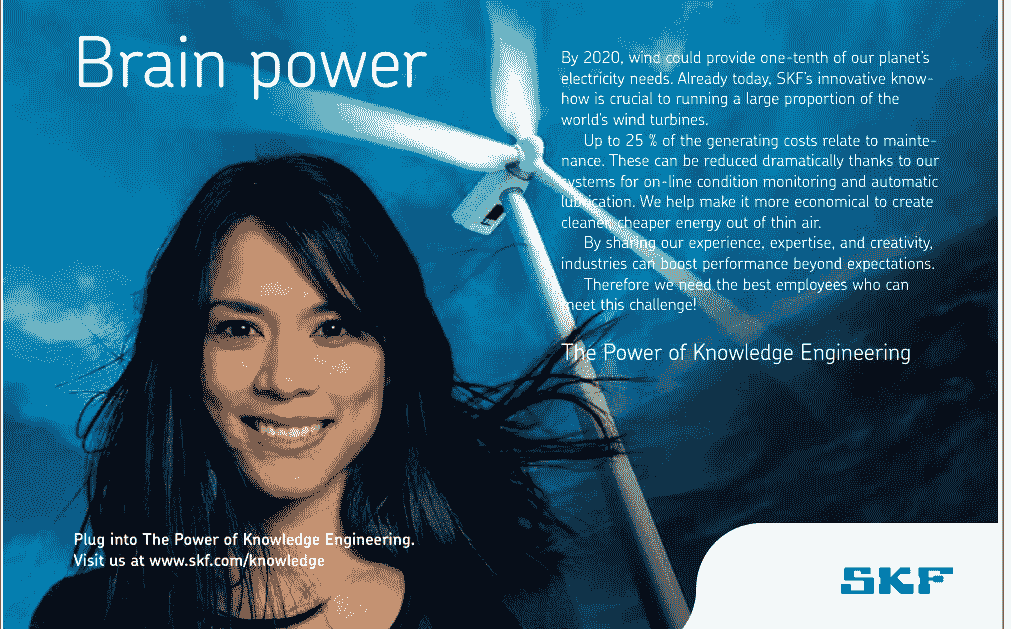 Brain power
By 2020, wind could provide one-tenth of our planet's
electricity needs. Already today, SKF's innovative know-
how is crucial to running a large proportion of the
world's wind turbines.
Up to 25 % of the generating costs relate to mainte-
nance. These can be reduced dramatically thanks to our
systems for on-line condition monitoring and automatic
lubrication. We help make it more economical to create
cleaner, cheaper energy out of thin air.
By sharing our experience, expertise, and creativity,
industries can boost performance beyond expectations.
Therefore we need the best employees who can
meet this challenge!
The Power of Knowledge Engineering
Plug into The Power of Knowledge Engineering.
Visit us at www.skf.com/knowledge
SKF